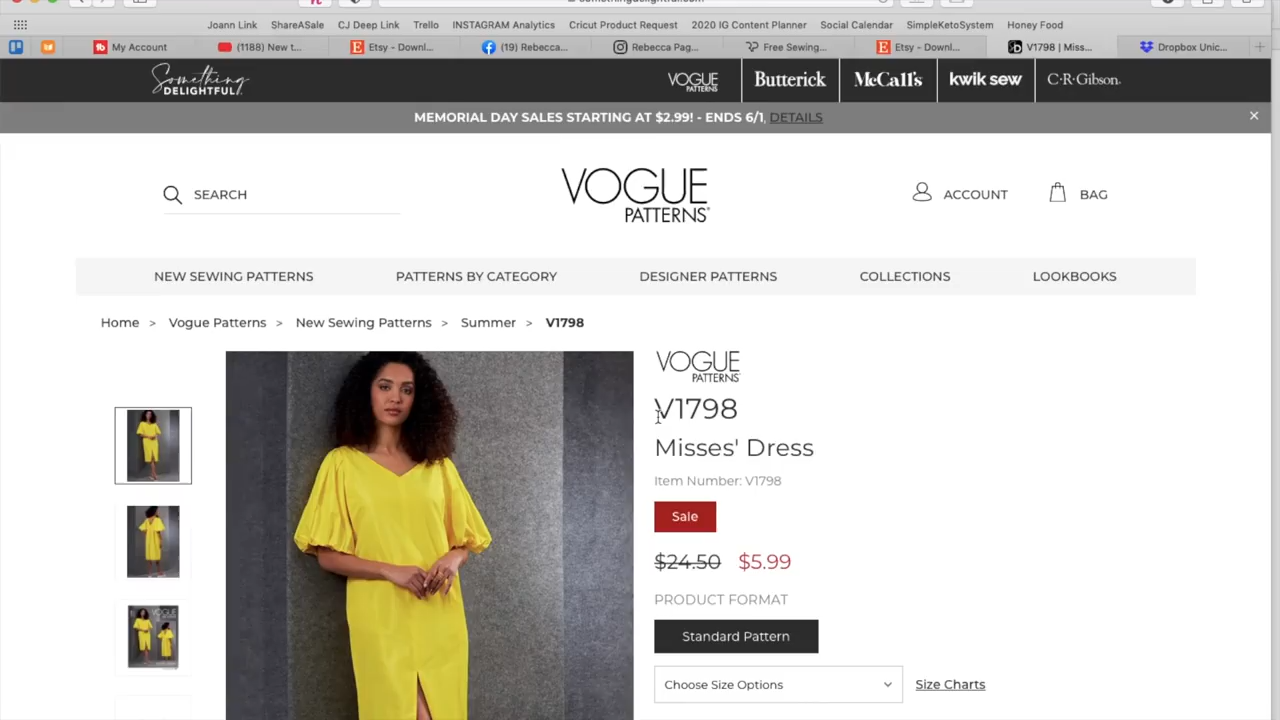 Joann Link ShareASale CJ Deep Link Trello INSTAGRAM Analytics Cricut Product Request 2020 IG Content Planner Social Calendar SimpleKetoSystem Honey Food
My Account (1188) New t... Etsy - Downl... (19) Rebecca... Rebecca Pag... Free Sewing... Etsy - Downl... V1798 | Miss... Dropbox Unic...
Something DELIGHTFUL! VOGUE PATTERNS Butterick McCall's kwik sew C·R·Gibson.
MEMORIAL DAY SALES STARTING AT $2.99! - ENDS 6/1, DETAILS
SEARCH
VOGUE
PATTERNS®
ACCOUNT BAG
NEW SEWING PATTERNS PATTERNS BY CATEGORY DESIGNER PATTERNS COLLECTIONS LOOKBOOKS
Home > Vogue Patterns > New Sewing Patterns > Summer > V1798
VOGUE
PATTERNS
V1798
Misses' Dress
Item Number: V1798
Sale
$24.50 $5.99
PRODUCT FORMAT
Standard Pattern
Choose Size Options Size Charts